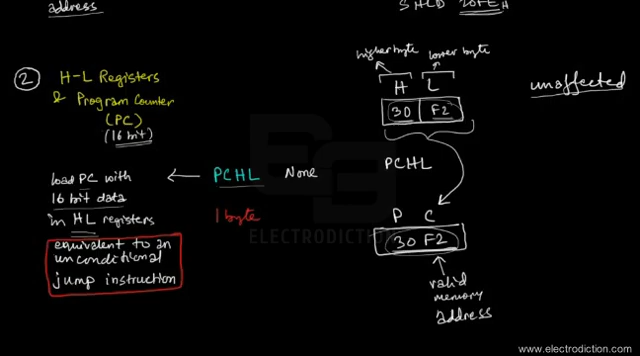 address
SHLD 20FEH
higher byte
lower byte
②
H-L Registers
& Program Counter
(PC)
(16 bit)
H L
30 F2
unaffected
load PC with
16 bit data
in HL registers
PCHL None
1 byte
PCHL
P C
30 F2
equivalent to an
unconditional
jump instruction
valid
memory
address
ELECTRODICTION
www.electrodiction.com